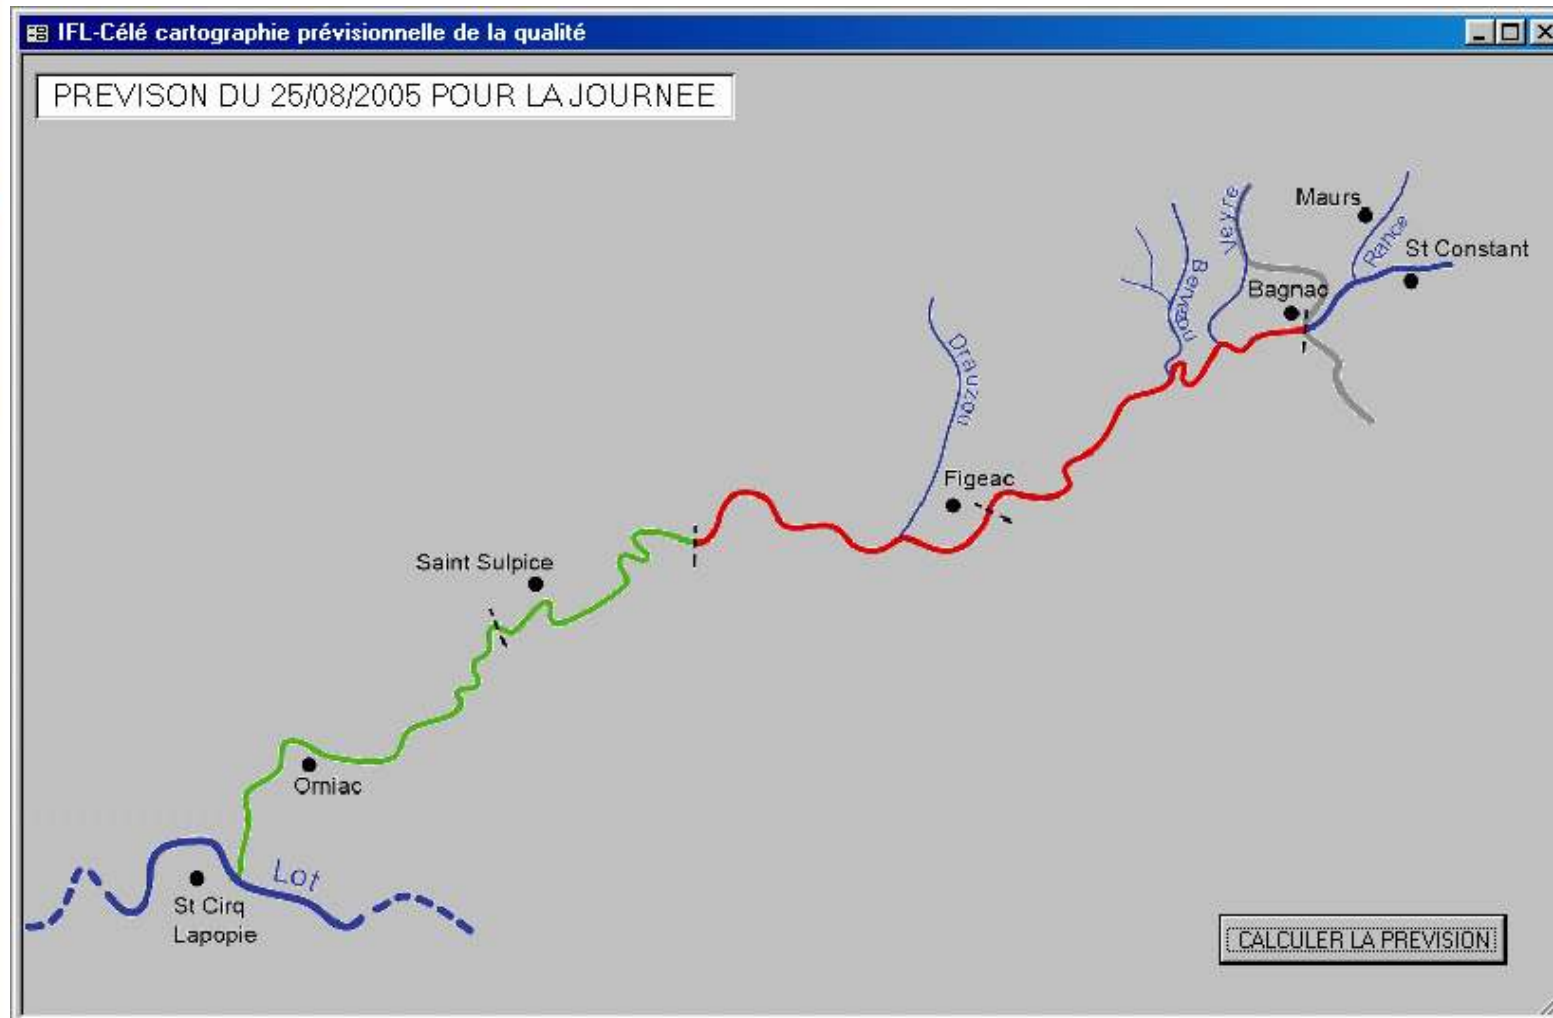 IFL-Célé cartographie prévisionnelle de la qualité
PREVISON DU 25/08/2005 POUR LA JOURNEE
Maurs
Veyre
Rance
St Constant
Bervezou
Bagnac
Drauzou
Figeac
Saint Sulpice
Orniac
Lot
St Cirq
Lapopie
CALCULER LA PREVISION